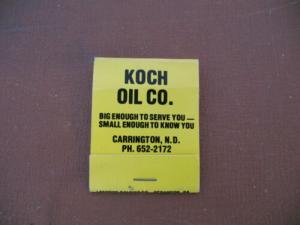 KOCH
OIL CO.
BIG ENOUGH TO SERVE YOU —
SMALL ENOUGH TO KNOW YOU
CARRINGTON, N.D.
PH. 652-2172